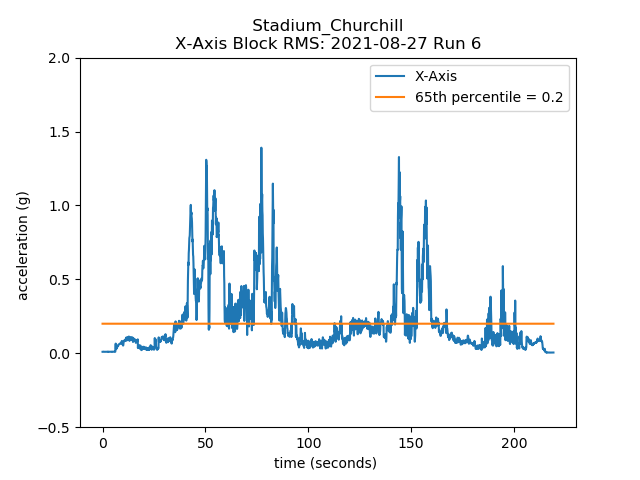 Stadium_Churchill
X-Axis Block RMS: 2021-08-27 Run 6
X-Axis
65th percentile = 0.2
2.0
1.5
1.0
0.5
0.0
−0.5
acceleration (g)
0 50 100 150 200
time (seconds)